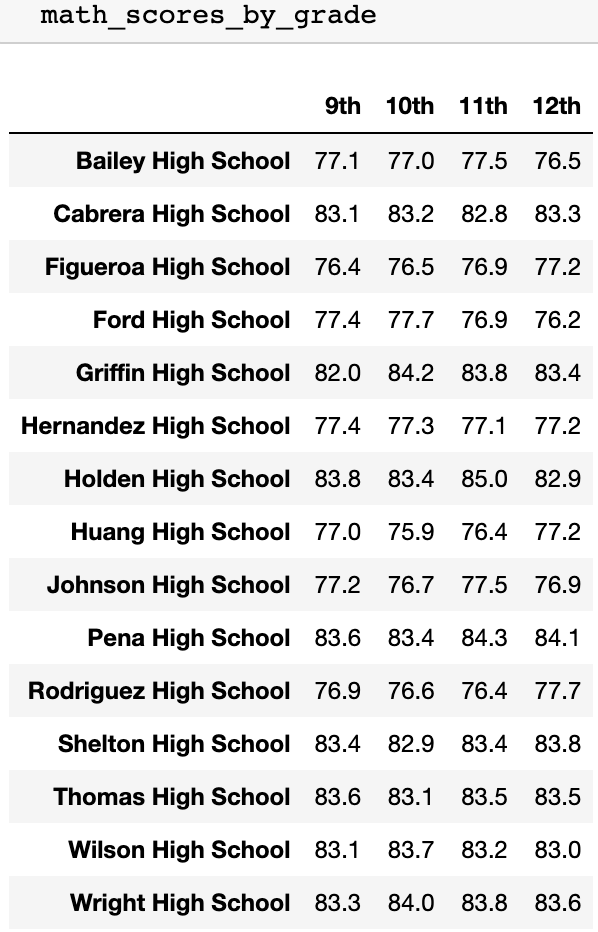 math_scores_by_grade
9th 10th 11th 12th
Bailey High School 77.1 77.0 77.5 76.5
Cabrera High School 83.1 83.2 82.8 83.3
Figueroa High School 76.4 76.5 76.9 77.2
Ford High School 77.4 77.7 76.9 76.2
Griffin High School 82.0 84.2 83.8 83.4
Hernandez High School 77.4 77.3 77.1 77.2
Holden High School 83.8 83.4 85.0 82.9
Huang High School 77.0 75.9 76.4 77.2
Johnson High School 77.2 76.7 77.5 76.9
Pena High School 83.6 83.4 84.3 84.1
Rodriguez High School 76.9 76.6 76.4 77.7
Shelton High School 83.4 82.9 83.4 83.8
Thomas High School 83.6 83.1 83.5 83.5
Wilson High School 83.1 83.7 83.2 83.0
Wright High School 83.3 84.0 83.8 83.6